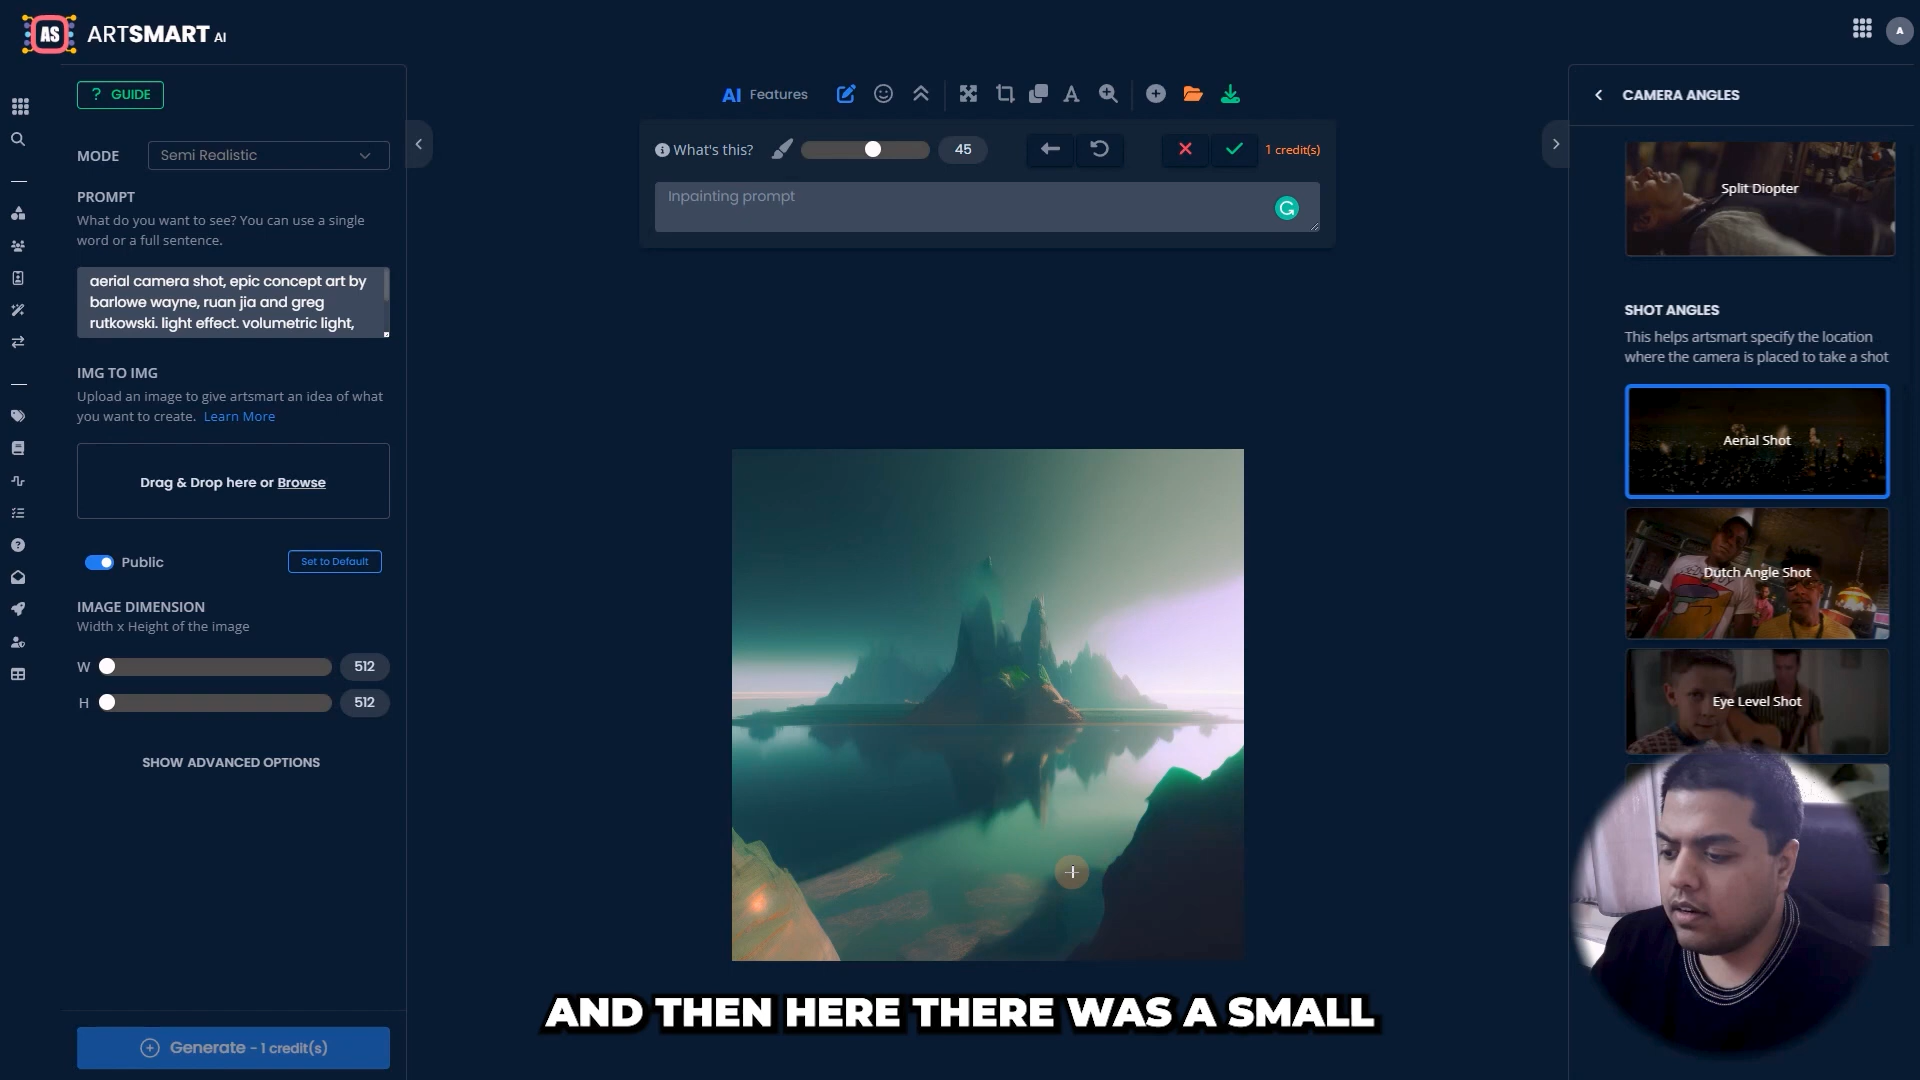 AS ARTSMART AI
A
? GUIDE
MODE Semi Realistic
PROMPT
What do you want to see? You can use a single
word or a full sentence.
aerial camera shot, epic concept art by
barlowe wayne, ruan jia and greg
rutkowski. light effect. volumetric light,
IMG TO IMG
Upload an image to give artsmart an idea of what
you want to create. Learn More
Drag & Drop here or Browse
Public Set to Default
IMAGE DIMENSION
Width x Height of the image
W 512
H 512
SHOW ADVANCED OPTIONS
Generate - 1 credit(s)
AI Features
What's this? 45 1 credit(s)
Inpainting prompt
CAMERA ANGLES
Split Diopter
SHOT ANGLES
This helps artsmart specify the location
where the camera is placed to take a shot
Aerial Shot
Dutch Angle Shot
Eye Level Shot
AND THEN HERE THERE WAS A SMALL